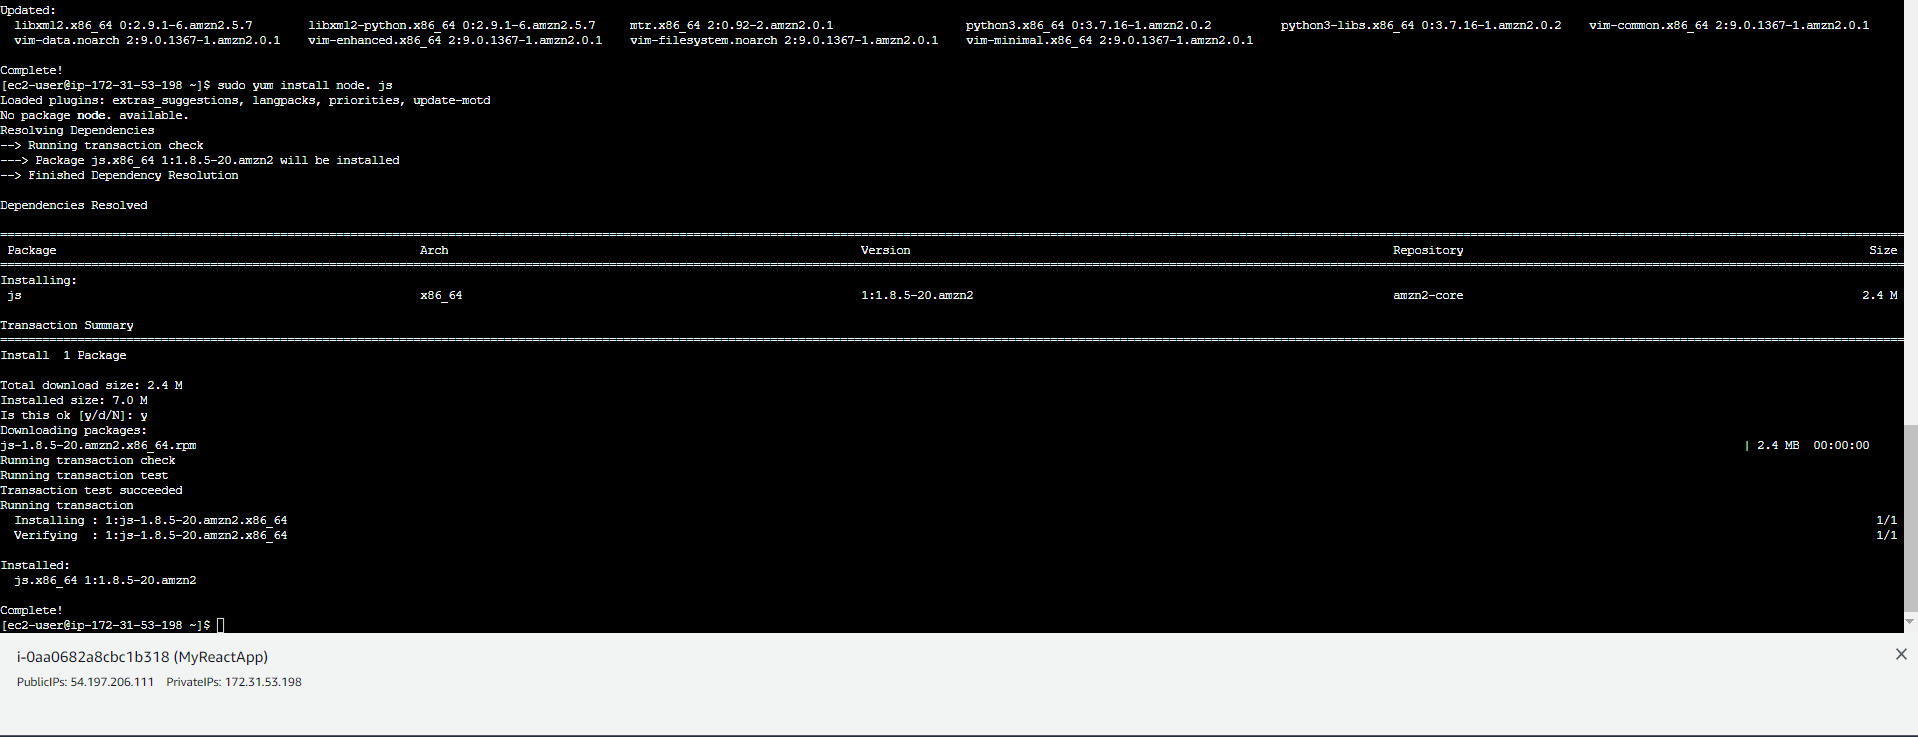 Updated:
libxml2.x86_64 0:2.9.1-6.amzn2.5.7 libxml2-python.x86_64 0:2.9.1-6.amzn2.5.7 mtr.x86_64 2:0.92-2.amzn2.0.1 python3.x86_64 0:3.7.16-1.amzn2.0.2 python3-libs.x86_64 0:3.7.16-1.amzn2.0.2 vim-common.x86_64 2:9.0.1367-1.amzn2.0.1
vim-data.noarch 2:9.0.1367-1.amzn2.0.1 vim-enhanced.x86_64 2:9.0.1367-1.amzn2.0.1 vim-filesystem.noarch 2:9.0.1367-1.amzn2.0.1 vim-minimal.x86_64 2:9.0.1367-1.amzn2.0.1
Complete!
[ec2-user@ip-172-31-53-198 ~]$ sudo yum install node. js
Loaded plugins: extras_suggestions, langpacks, priorities, update-motd
No package node. available.
Resolving Dependencies
--> Running transaction check
---> Package js.x86_64 1:1.8.5-20.amzn2 will be installed
--> Finished Dependency Resolution
Dependencies Resolved
Package Arch Version Repository Size
Installing:
js x86_64 1:1.8.5-20.amzn2 amzn2-core 2.4 M
Transaction Summary
Install 1 Package
Total download size: 2.4 M
Installed size: 7.0 M
Is this ok [y/d/N]: y
Downloading packages:
js-1.8.5-20.amzn2.x86_64.rpm | 2.4 MB 00:00:00
Running transaction check
Running transaction test
Transaction test succeeded
Running transaction
Installing : 1:js-1.8.5-20.amzn2.x86_64 1/1
Verifying : 1:js-1.8.5-20.amzn2.x86_64 1/1
Installed:
js.x86_64 1:1.8.5-20.amzn2
Complete!
[ec2-user@ip-172-31-53-198 ~]$
i-0aa0682a8cbc1b318 (MyReactApp)
PublicIPs: 54.197.206.111 PrivateIPs: 172.31.53.198